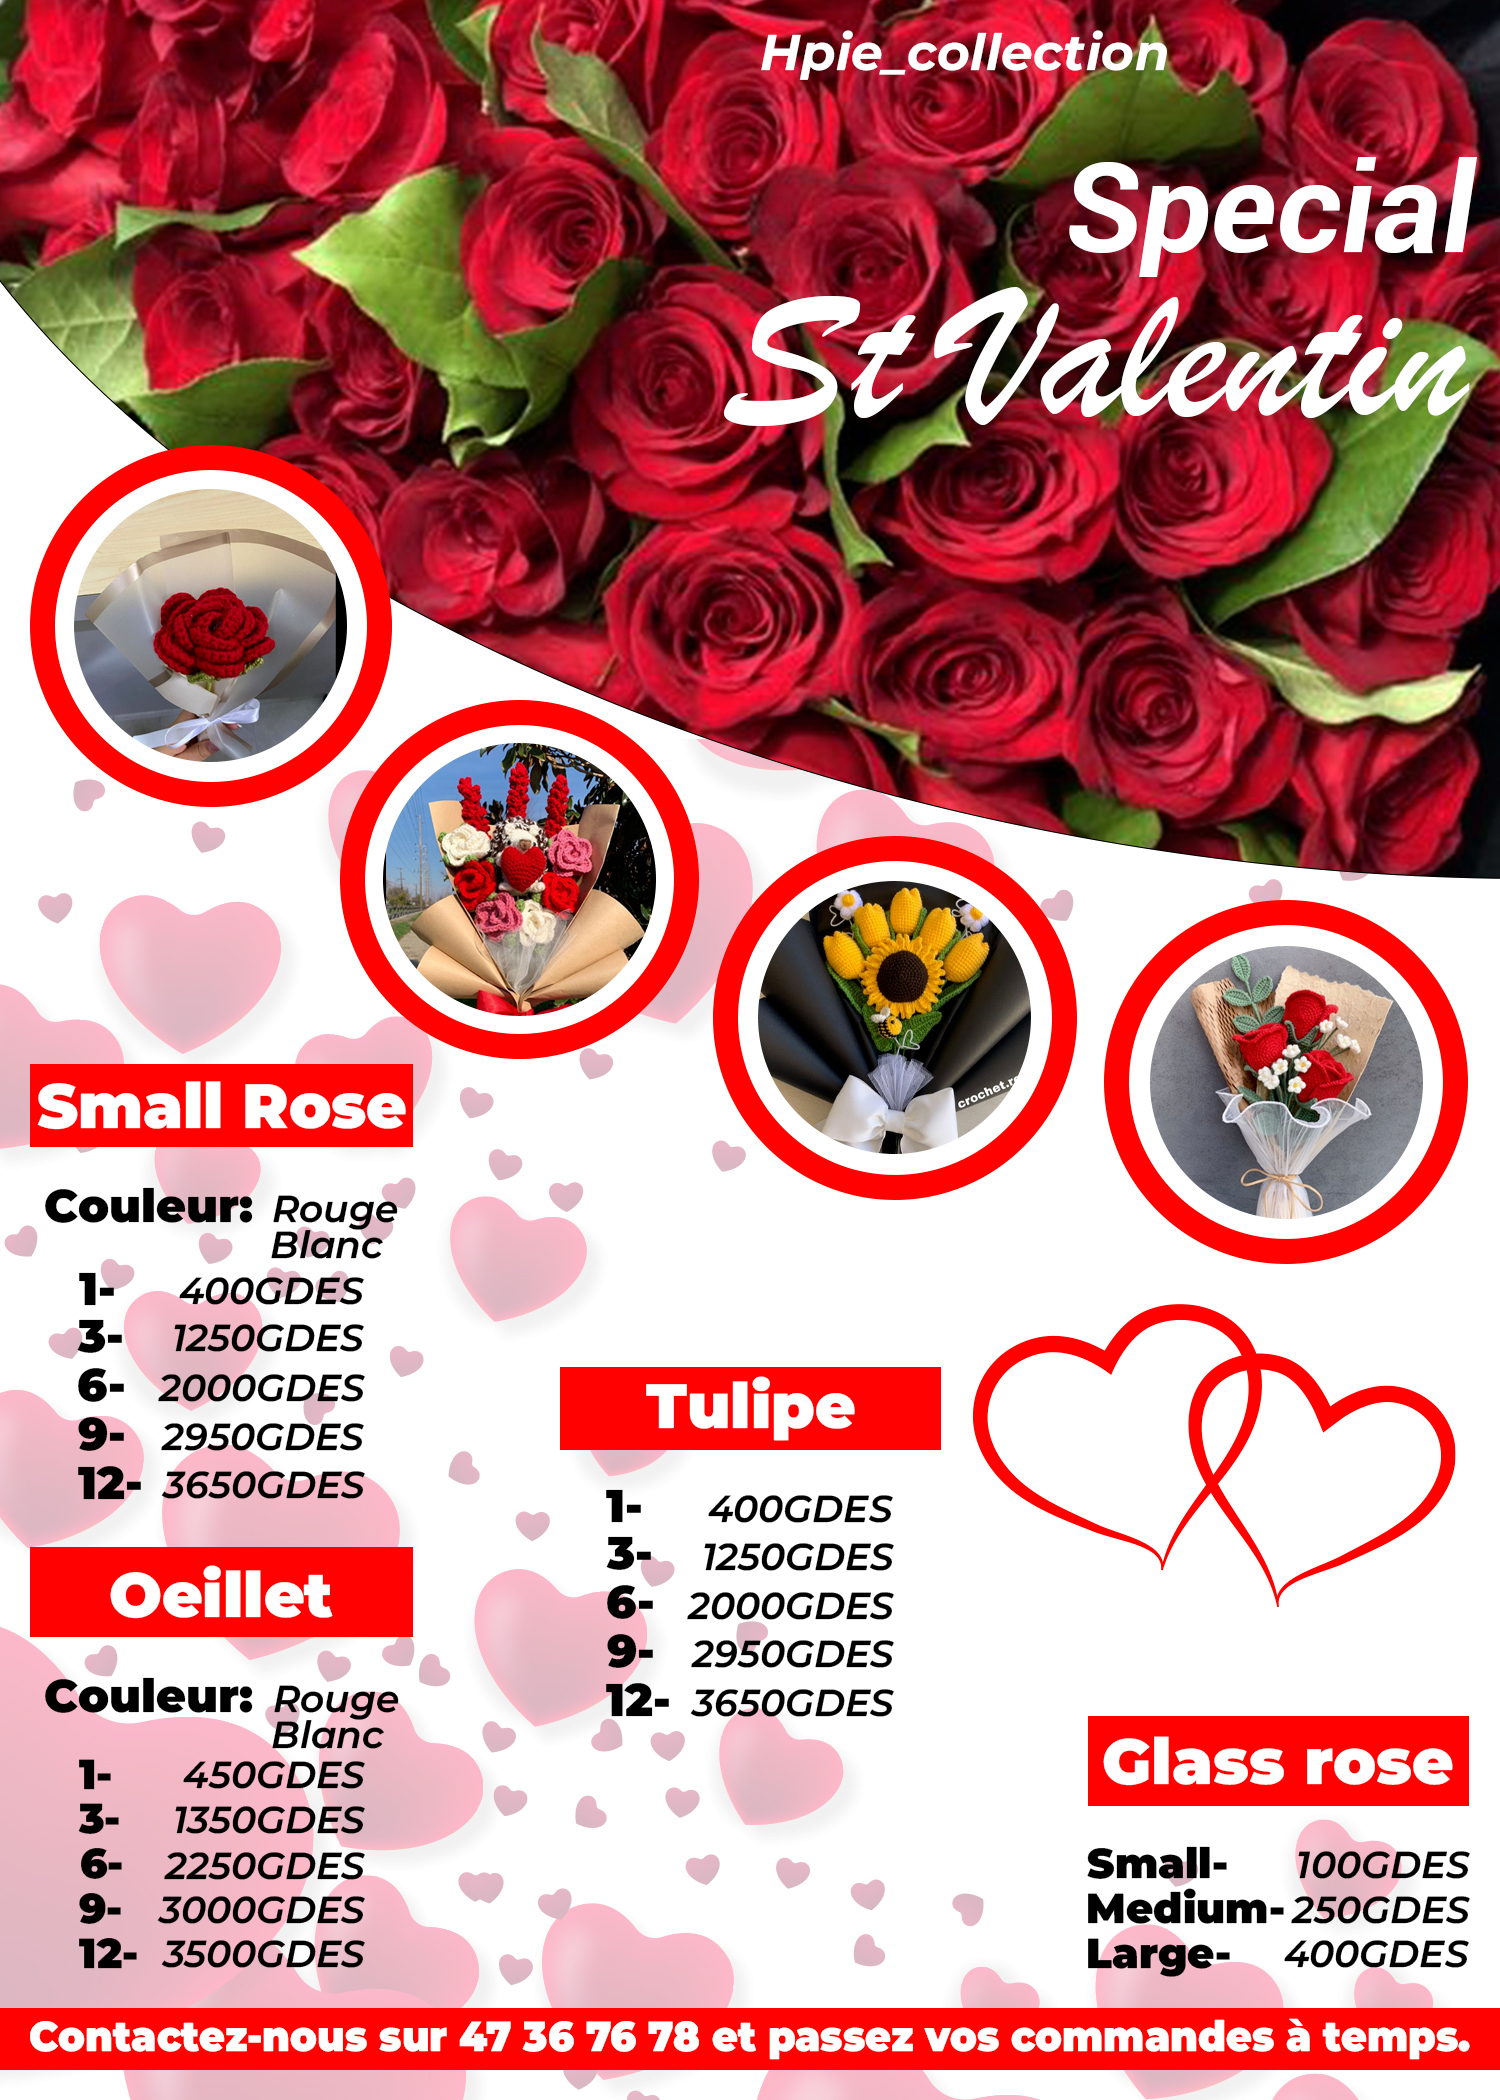 Hpie_collection
Special
St Valentin
Small Rose
Couleur: Rouge
Blanc
1- 400GDES
3- 1250GDES
6- 2000GDES
9- 2950GDES
12- 3650GDES
Oeillet
Couleur: Rouge
Blanc
1- 450GDES
3- 1350GDES
6- 2250GDES
9- 3000GDES
12- 3500GDES
Tulipe
1- 400GDES
3- 1250GDES
6- 2000GDES
9- 2950GDES
12- 3650GDES
Glass rose
Small- 100GDES
Medium- 250GDES
Large- 400GDES
Contactez-nous sur 47 36 76 78 et passez vos commandes à temps.